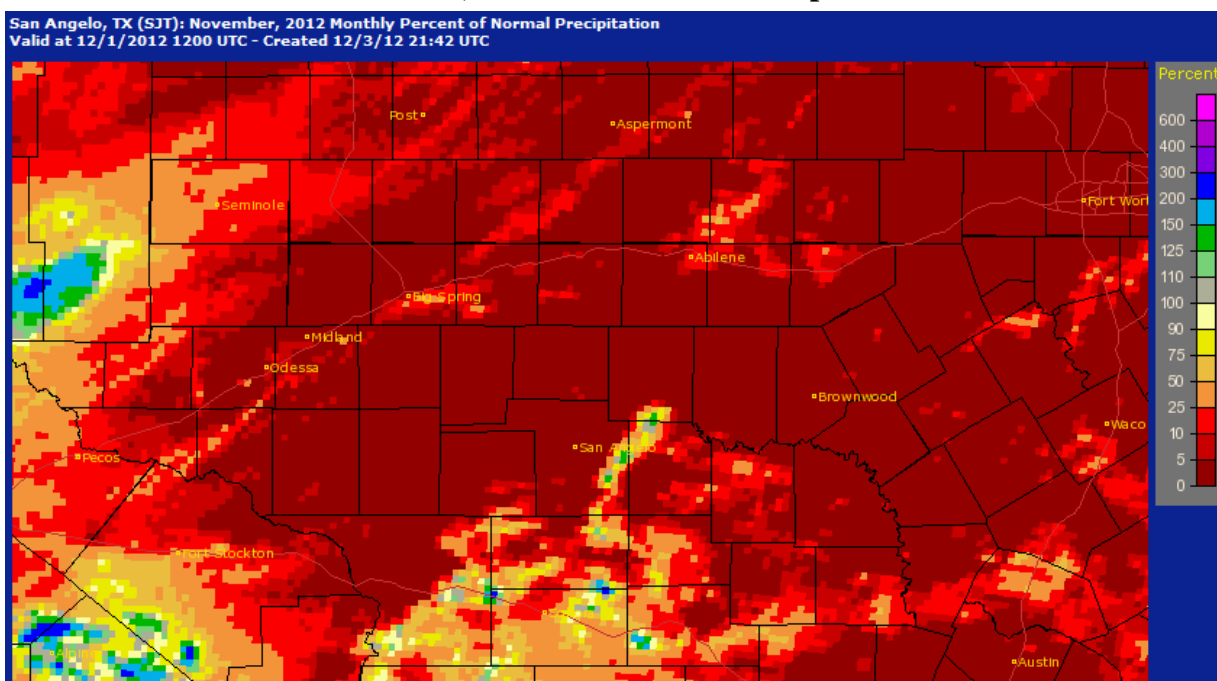 San Angelo, TX (SJT): November, 2012 Monthly Percent of Normal Precipitation
Valid at 12/1/2012 1200 UTC - Created 12/3/12 21:42 UTC
Percent
Post
Aspermont
600
400
300
Seminole
Fort Wort
200
150
Abilene
125
110
Big Spring
100
Midland
90
Odessa
75
50
Brownwood
25
Waco
San Angelo
10
Pecos
5
0
Fort Stockton
Austin